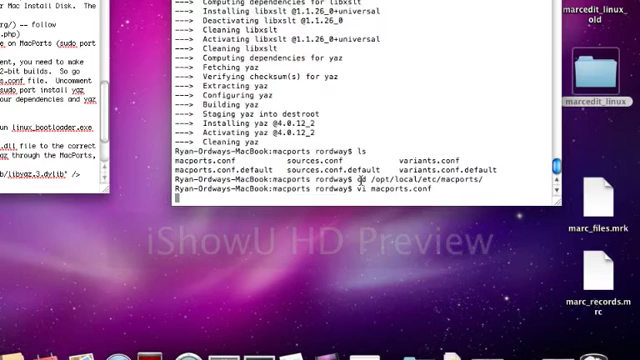 r Mac Install Disk.  The
org/) -- follow
.php)
e on MacPorts (sudo port
ent, you need to make
2-bit builds.  So go
s.conf file.  Uncomment
sudo port install yaz
our dependencies and yaz
un linux_bootloader.exe
.dll file to the correct
az through the MacPorts,
b/libyaz.3.dylib" />
---> Computing dependencies for libxslt
---> Installing libxslt @1.1.26_0+universal
---> Deactivating libxslt @1.1.26_0
---> Cleaning libxslt
---> Activating libxslt @1.1.26_0+universal
---> Cleaning libxslt
---> Computing dependencies for yaz
---> Fetching yaz
---> Verifying checksum(s) for yaz
---> Extracting yaz
---> Configuring yaz
---> Building yaz
---> Staging yaz into destroot
---> Installing yaz @4.0.12_2
---> Activating yaz @4.0.12_2
---> Cleaning yaz
Ryan-Ordways-MacBook:macports rordway$ ls
macports.conf sources.conf variants.conf
macports.conf.default sources.conf.default variants.conf.default
Ryan-Ordways-MacBook:macports rordway$ cd /opt/local/etc/macports/
Ryan-Ordways-MacBook:macports rordway$ vi macports.conf
iShowU HD Preview
marcedit_linux_
old
marcedit_linux
marc_files.mrk
marc_records.m
rc